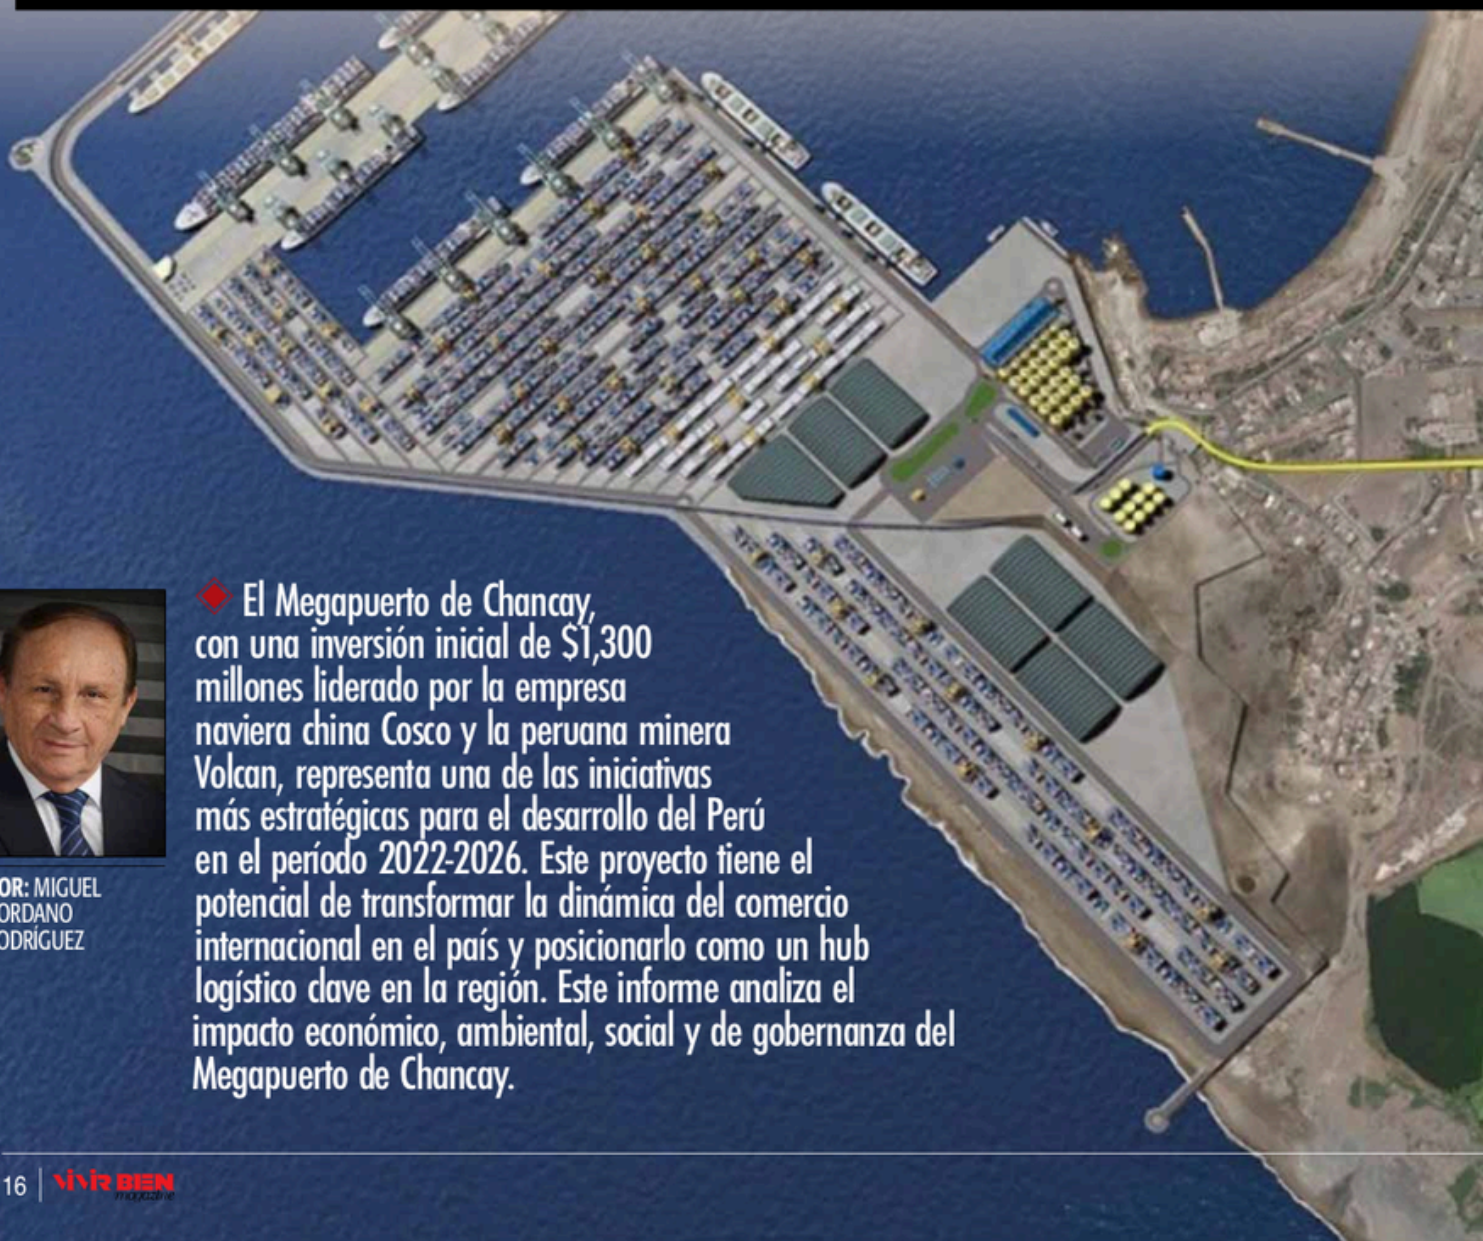 El Megapuerto de Chancay,
con una inversión inicial de $1,300
millones liderado por la empresa
naviera china Cosco y la peruana minera
Volcan, representa una de las iniciativas
más estratégicas para el desarrollo del Perú
en el período 2022-2026. Este proyecto tiene el
potencial de transformar la dinámica del comercio
internacional en el país y posicionarlo como un hub
logístico clave en la región. Este informe analiza el
impacto económico, ambiental, social y de gobernanza del
Megapuerto de Chancay.
OR: MIGUEL
ORDANO
ODRÍGUEZ
16 | VIVIR BIEN
magazine